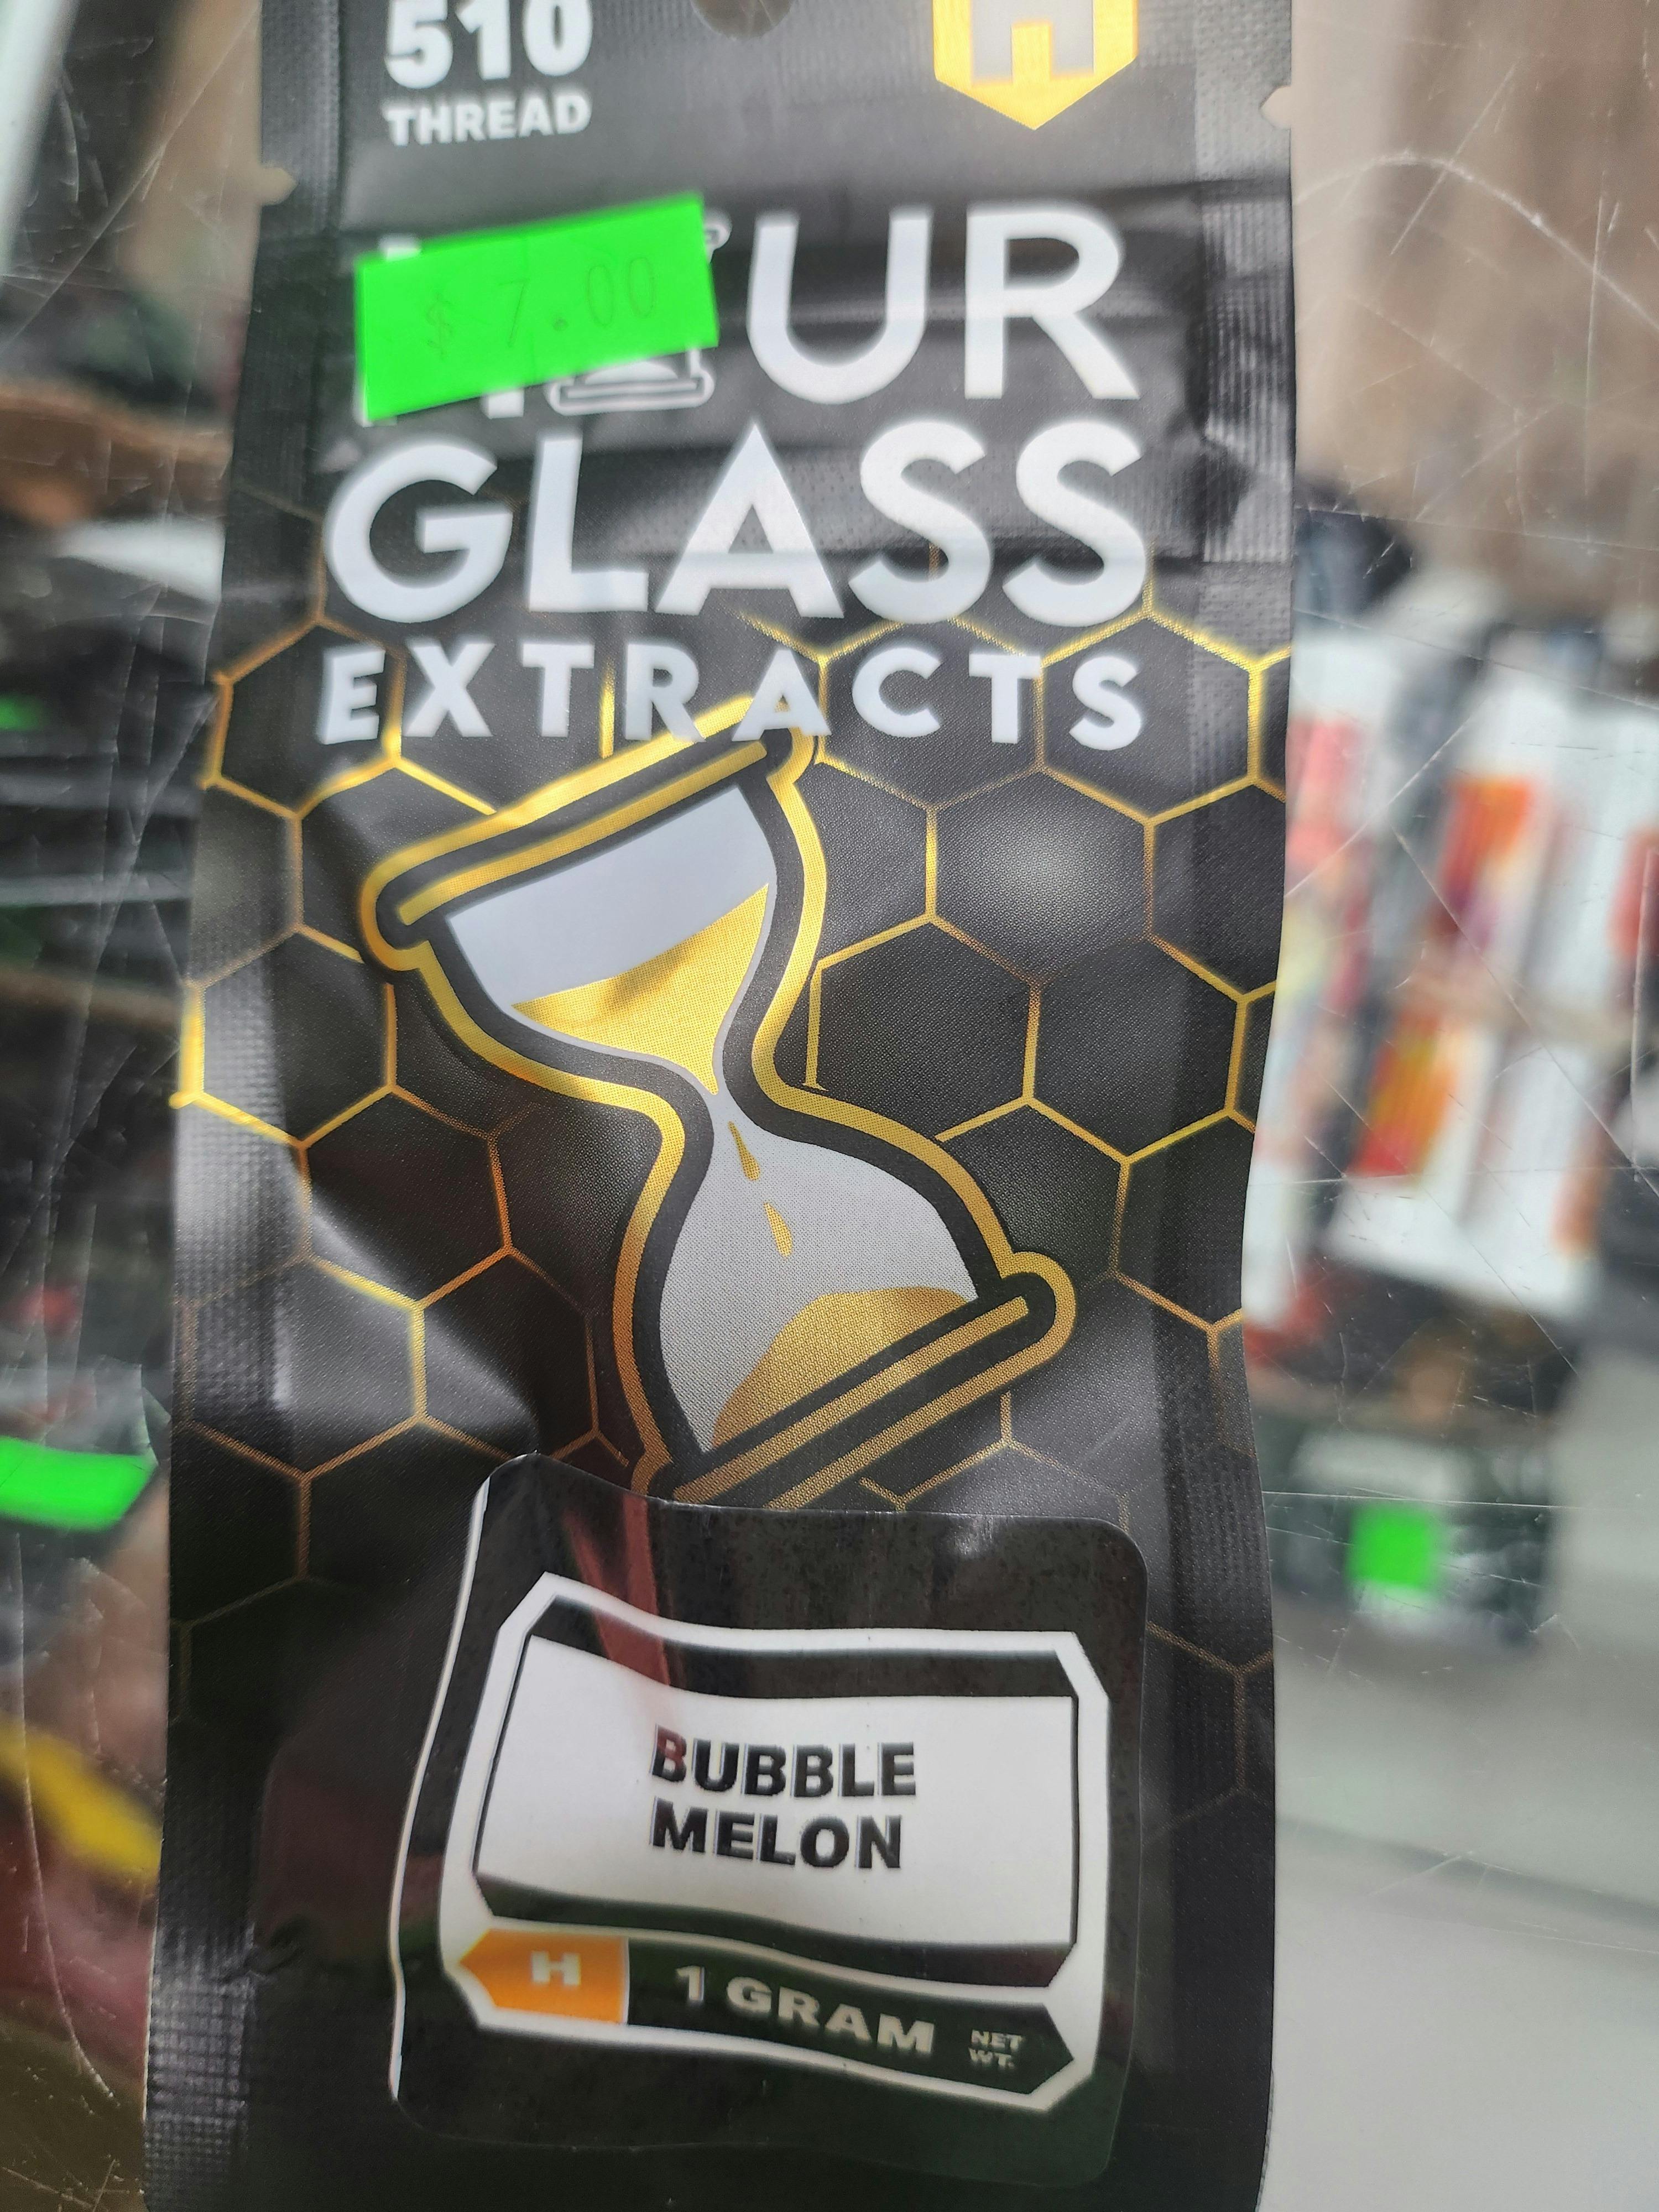 510
THREAD
$ 7.00
UR
GLASS
EXTRACTS
BUBBLE
MELON
H
1 GRAM NET
WT.